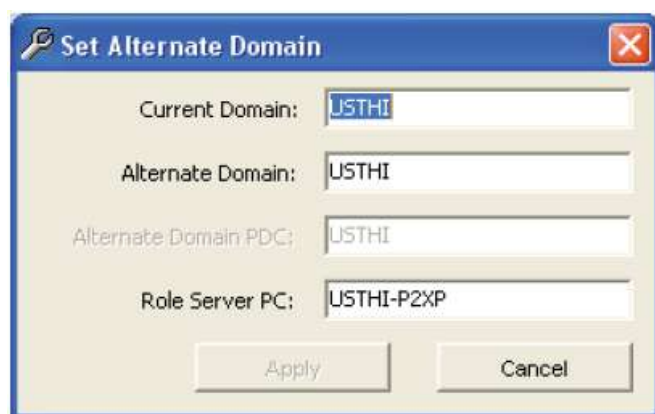 Set Alternate Domain
Current Domain: USTHI
Alternate Domain: USTHI
Alternate Domain PDC: USTHI
Role Server PC: USTHI-P2XP
Apply Cancel